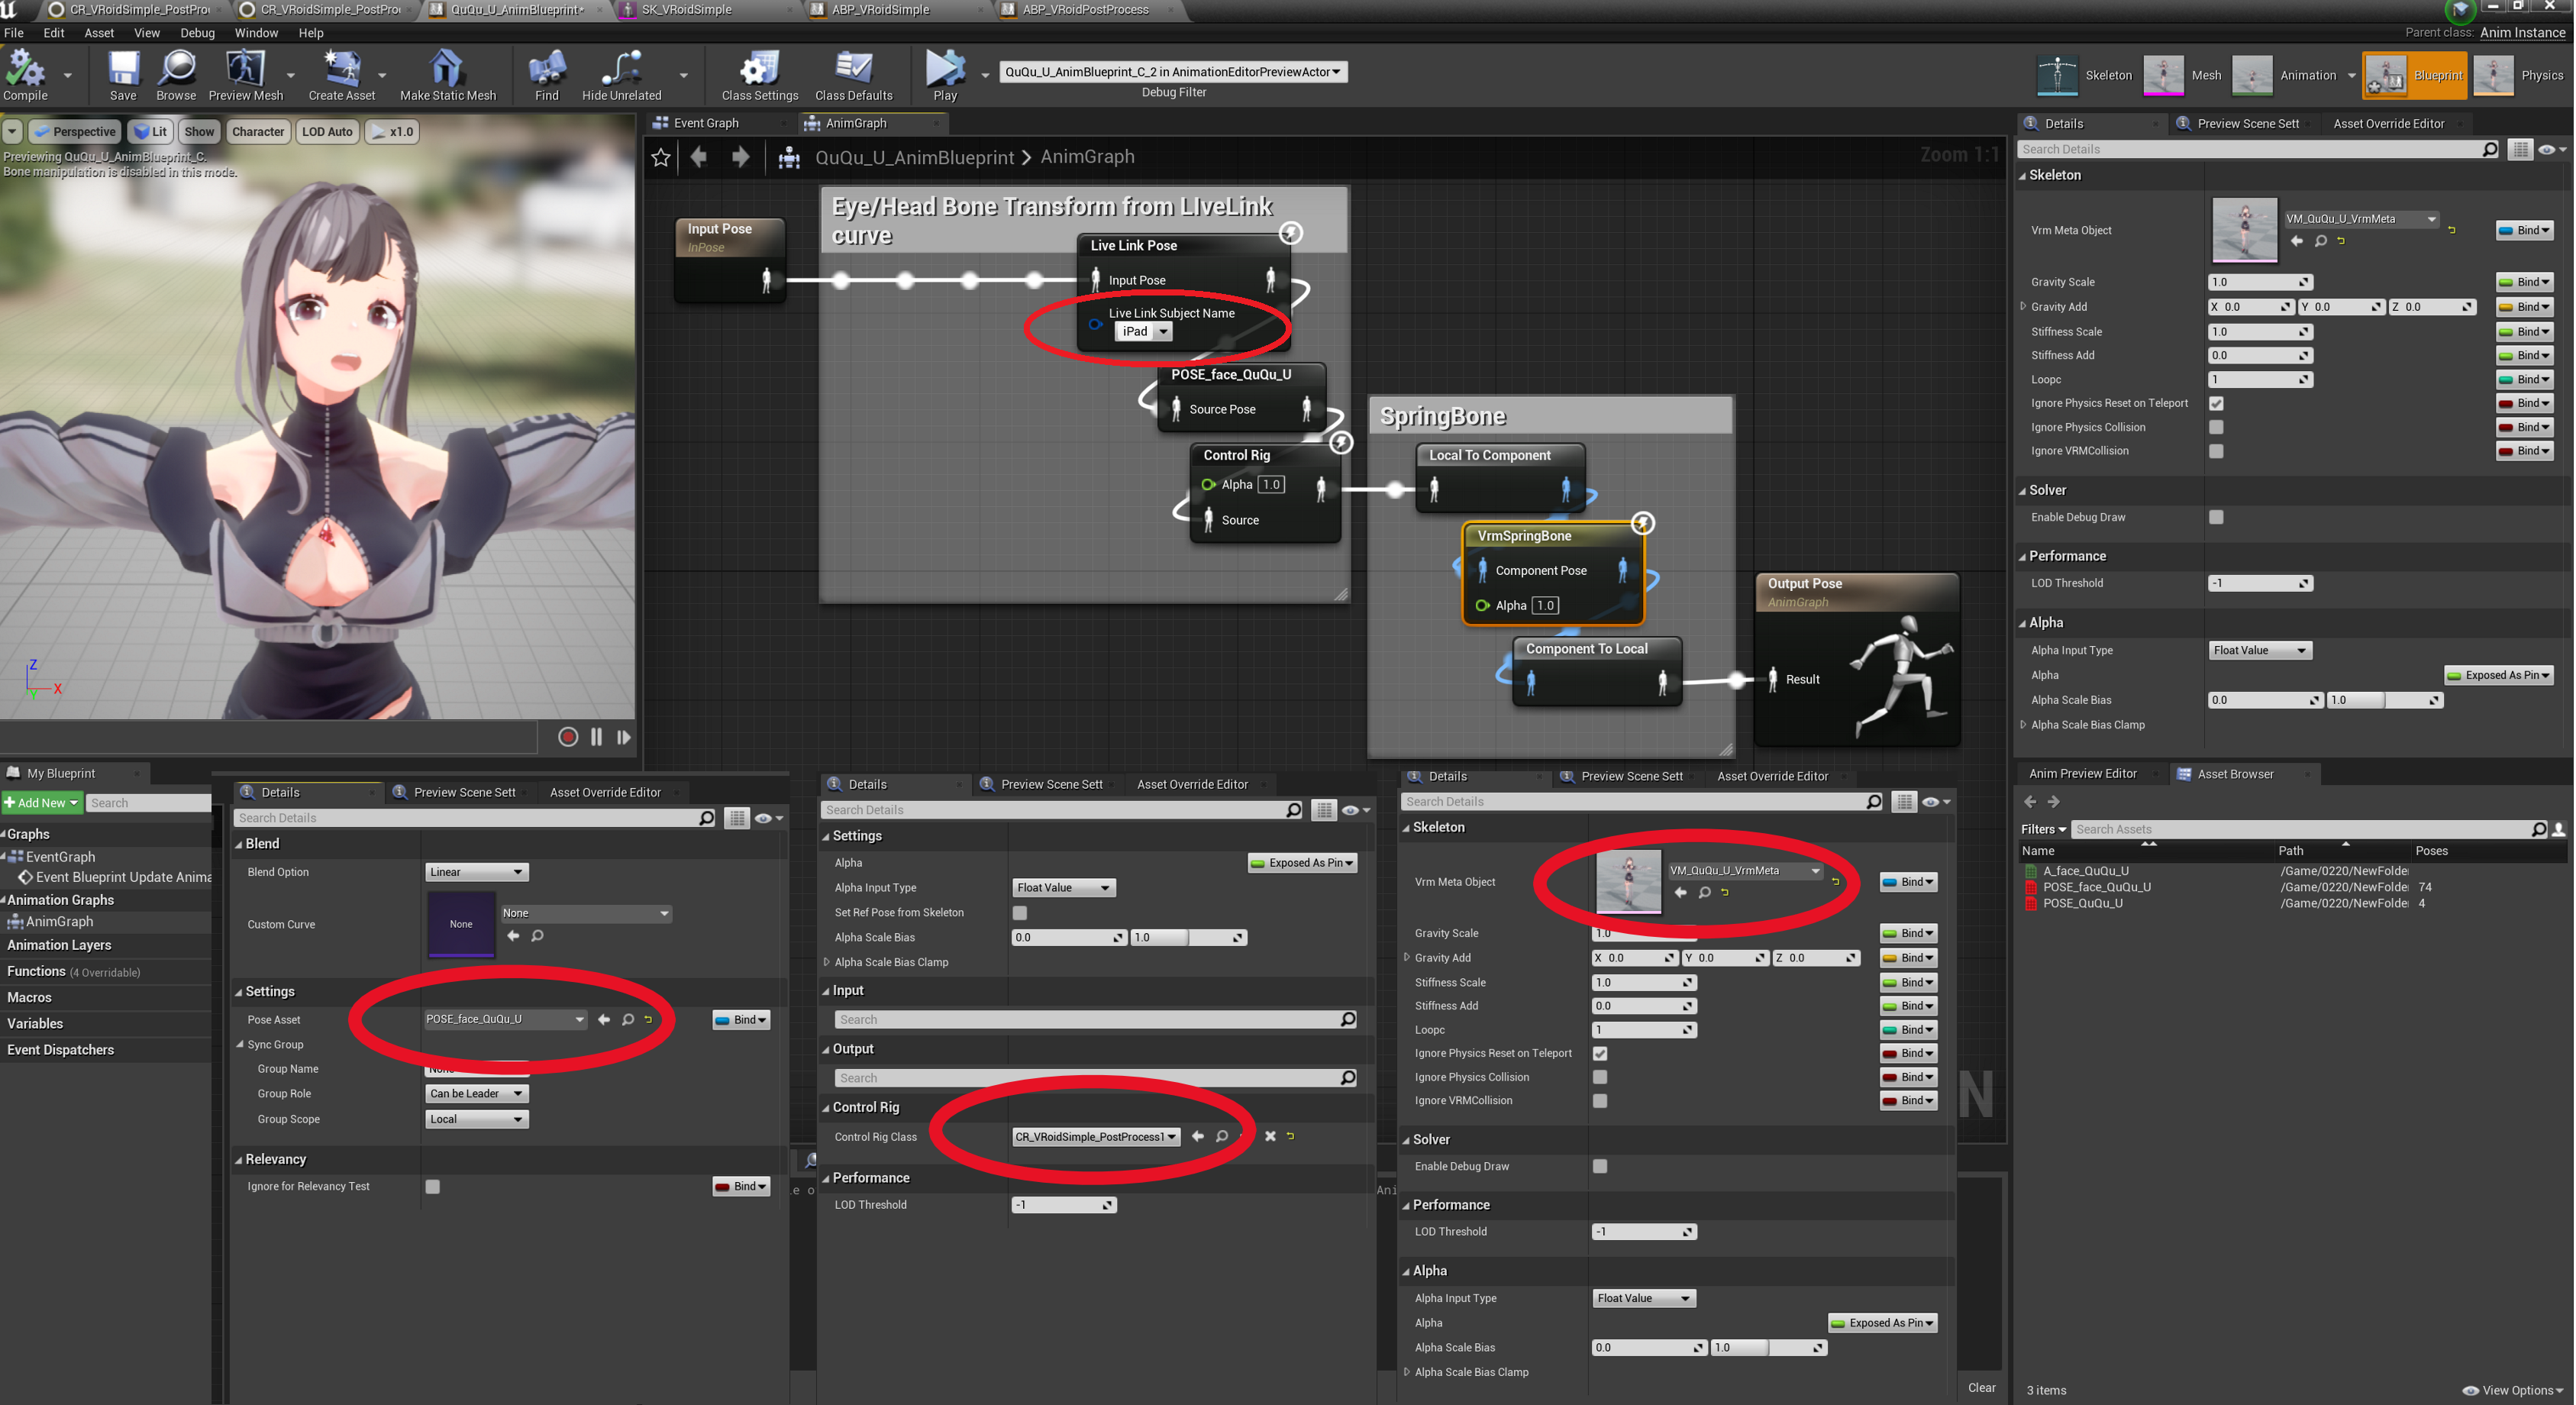 CR_VRoidSimple_PostPro
CR_VRoidSimple_PostPro
QuQu_U_AnimBlueprint*
SK_VRoidSimple
ABP_VRoidSimple
ABP_VRoidPostProcess
File Edit Asset View Debug Window Help
Parent class: Anim Instance
Compile
Save
Browse
Preview Mesh
Create Asset
Make Static Mesh
Find
Hide Unrelated
Class Settings
Class Defaults
Play
QuQu_U_AnimBlueprint_C_2 in AnimationEditorPreviewActor
Debug Filter
Skeleton
Mesh
Animation
Blueprint
Physics
Perspective
Lit
Show
Character
LOD Auto
x1.0
Previewing QuQu_U_AnimBlueprint_C.
Bone manipulation is disabled in this mode.
Z
X
Y
Event Graph
AnimGraph
QuQu_U_AnimBlueprint > AnimGraph
Zoom 1:1
Input Pose
InPose
Eye/Head Bone Transform from LIveLink
curve
Live Link Pose
Input Pose
Live Link Subject Name
iPad
POSE_face_QuQu_U
Source Pose
Control Rig
Alpha 1.0
Source
SpringBone
Local To Component
VrmSpringBone
Component Pose
Alpha 1.0
Component To Local
Output Pose
AnimGraph
Result
Details
Preview Scene Sett
Asset Override Editor
Search Details
Skeleton
Vrm Meta Object
VM_QuQu_U_VrmMeta
Bind
Gravity Scale 1.0 Bind
Gravity Add X 0.0 Y 0.0 Z 0.0 Bind
Stiffness Scale 1.0 Bind
Stiffness Add 0.0 Bind
Loopc 1 Bind
Ignore Physics Reset on Teleport Bind
Ignore Physics Collision Bind
Ignore VRMCollision Bind
Solver
Enable Debug Draw
Performance
LOD Threshold -1
Alpha
Alpha Input Type Float Value
Alpha Exposed As Pin
Alpha Scale Bias 0.0 1.0
Alpha Scale Bias Clamp
My Blueprint
Add New
Search
Graphs
EventGraph
Event Blueprint Update Anima
Animation Graphs
AnimGraph
Animation Layers
Functions (4 Overridable)
Macros
Variables
Event Dispatchers
Details
Preview Scene Sett
Asset Override Editor
Search Details
Blend
Blend Option Linear
Custom Curve
None
None
Settings
Pose Asset POSE_face_QuQu_U Bind
Sync Group
Group Name None
Group Role Can be Leader
Group Scope Local
Relevancy
Ignore for Relevancy Test Bind
Details
Preview Scene Sett
Asset Override Editor
Search Details
Settings
Alpha Exposed As Pin
Alpha Input Type Float Value
Set Ref Pose from Skeleton
Alpha Scale Bias 0.0 1.0
Alpha Scale Bias Clamp
Input
Search
Output
Search
Control Rig
Control Rig Class CR_VRoidSimple_PostProcess1
Performance
LOD Threshold -1
Details
Preview Scene Sett
Asset Override Editor
Search Details
Skeleton
Vrm Meta Object
VM_QuQu_U_VrmMeta
Bind
Gravity Scale 1.0 Bind
Gravity Add X 0.0 Y 0.0 Z 0.0 Bind
Stiffness Scale 1.0 Bind
Stiffness Add 0.0 Bind
Loopc 1 Bind
Ignore Physics Reset on Teleport Bind
Ignore Physics Collision Bind
Ignore VRMCollision Bind
Solver
Enable Debug Draw
Performance
LOD Threshold -1
Alpha
Alpha Input Type Float Value
Alpha Exposed As Pin
Alpha Scale Bias 0.0 1.0
Alpha Scale Bias Clamp
Clear
Anim Preview Editor
Asset Browser
Filters
Search Assets
Name Path Poses
A_face_QuQu_U /Game/0220/NewFolde
POSE_face_QuQu_U /Game/0220/NewFolde 74
POSE_QuQu_U /Game/0220/NewFolde 4
3 items
View Options